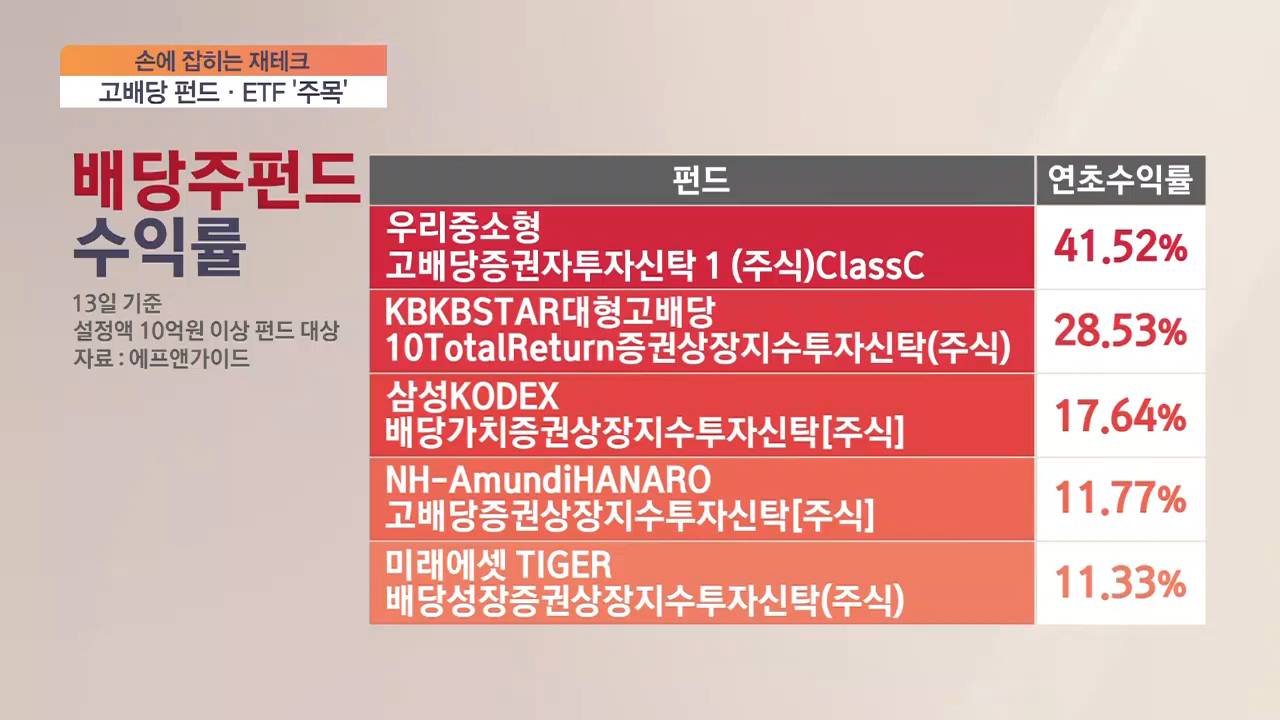 손에 잡히는 재테크
고배당 펀드·ETF '주목'
배당주펀드
수익률
13일 기준
설정액 10억원 이상 펀드 대상
자료 : 에프앤가이드
펀드
연초수익률
우리중소형
고배당증권자투자신탁 1 (주식)ClassC
41.52%
KBKBSTAR대형고배당
10TotalReturn증권상장지수투자신탁(주식)
28.53%
삼성KODEX
배당가치증권상장지수투자신탁[주식]
17.64%
NH-AmundiHANARO
고배당증권상장지수투자신탁[주식]
11.77%
미래에셋 TIGER
배당성장증권상장지수투자신탁(주식)
11.33%